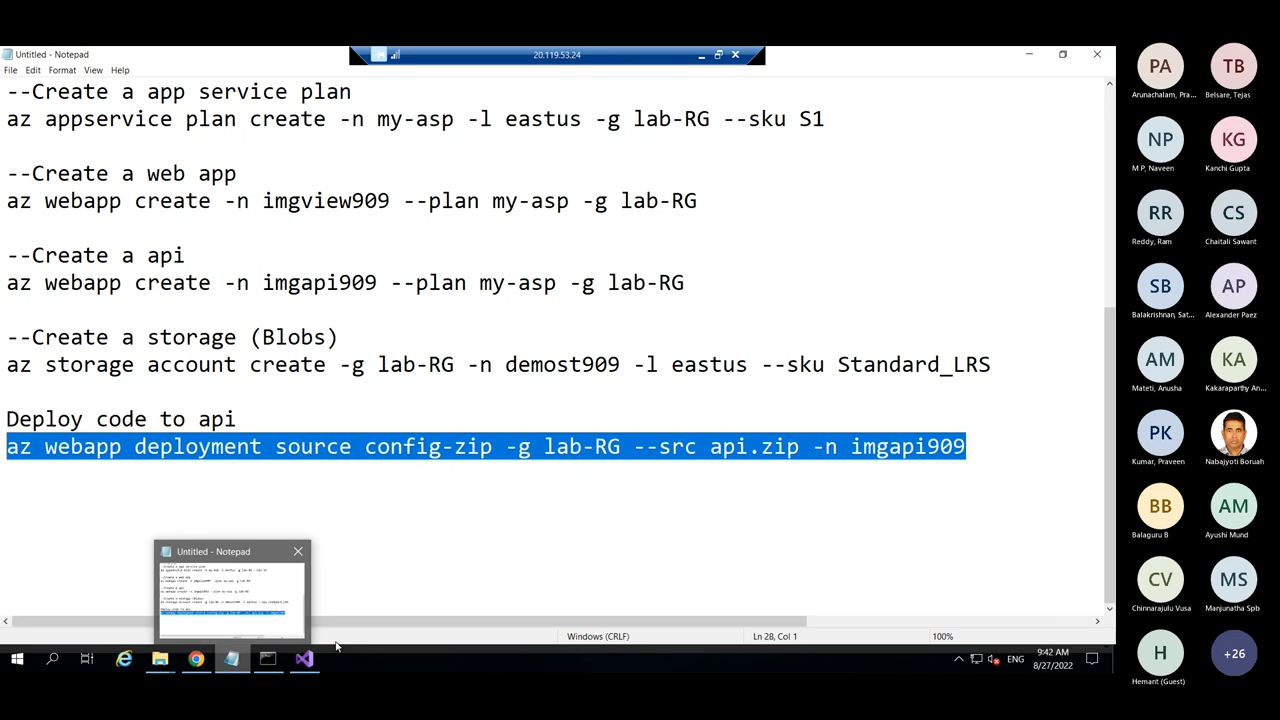 Untitled - Notepad
20.119.53.24
File Edit Format View Help
--Create a app service plan
az appservice plan create -n my-asp -l eastus -g lab-RG --sku S1
--Create a web app
az webapp create -n imgview909 --plan my-asp -g lab-RG
--Create a api
az webapp create -n imgapi909 --plan my-asp -g lab-RG
--Create a storage (Blobs)
az storage account create -g lab-RG -n demost909 -l eastus --sku Standard_LRS
Deploy code to api
az webapp deployment source config-zip -g lab-RG --src api.zip -n imgapi909
Untitled - Notepad
Windows (CRLF) Ln 28, Col 1 100%
ENG
9:42 AM
8/27/2022
PA TB
Arunachalam, Pra... Belsare, Tejas
NP KG
M P, Naveen Kanchi Gupta
RR CS
Reddy, Ram Chaitali Sawant
SB AP
Balakrishnan, Sat... Alexander Paez
AM KA
Mateti, Anusha Kakaraparthy An...
PK
Kumar, Praveen Nabajyoti Boruah
BB AM
Balaguru B Ayushi Mund
CV MS
Chinnarajulu Vusa Manjunatha Spb
H +26
Hemant (Guest)